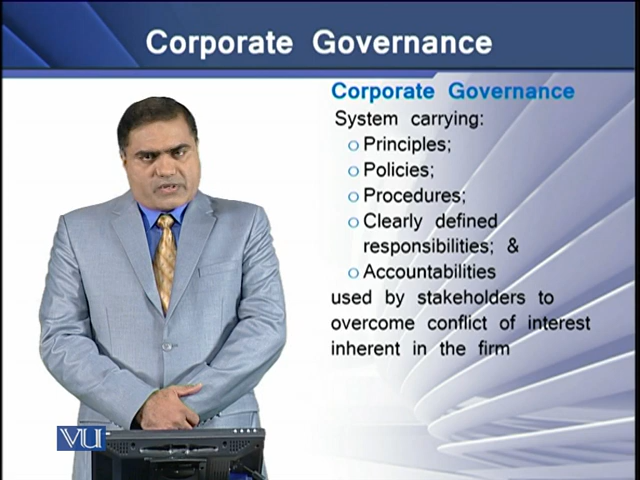 Corporate Governance
Corporate Governance
System carrying:
Principles;
Policies;
Procedures;
Clearly defined
responsibilities; &
Accountabilities
used by stakeholders to
overcome conflict of interest
inherent in the firm
VU